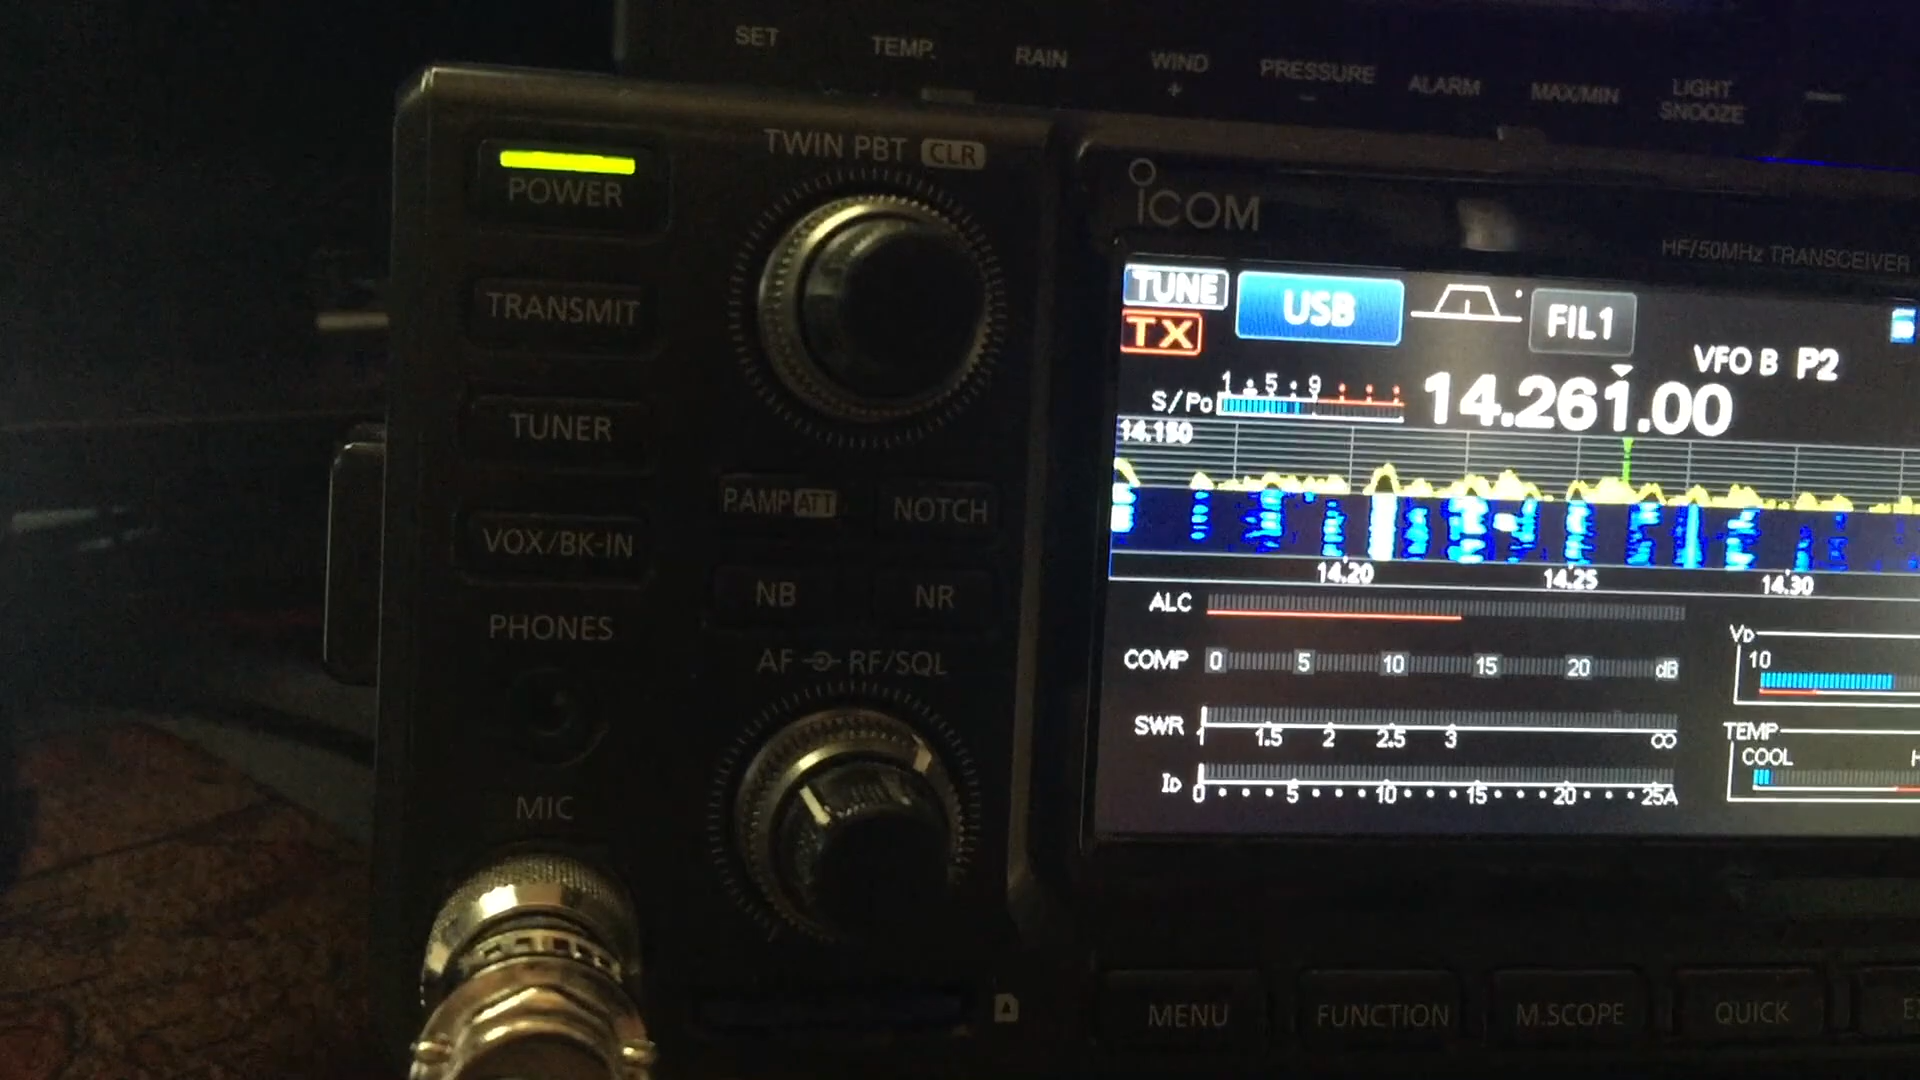 SET TEMP. RAIN WIND PRESSURE ALARM MAX/MIN LIGHT
+ − SNOOZE
TWIN PBT CLR
POWER
TRANSMIT
TUNER
VOX/BK-IN
P.AMP ATT NOTCH
NB NR
PHONES
AF RF/SQL
MIC
ICOM
HF/50MHz TRANSCEIVER
TUNE USB FIL1
TX
VFO B P2
1 5 9
S/Po
14.261.00
14.150
14.20 14.25 14.30
ALC
COMP 0 5 10 15 20 dB
SWR 1 1.5 2 2.5 3 ∞
ID 0 5 10 15 20 25A
VD
10
TEMP
COOL
MENU FUNCTION M.SCOPE QUICK